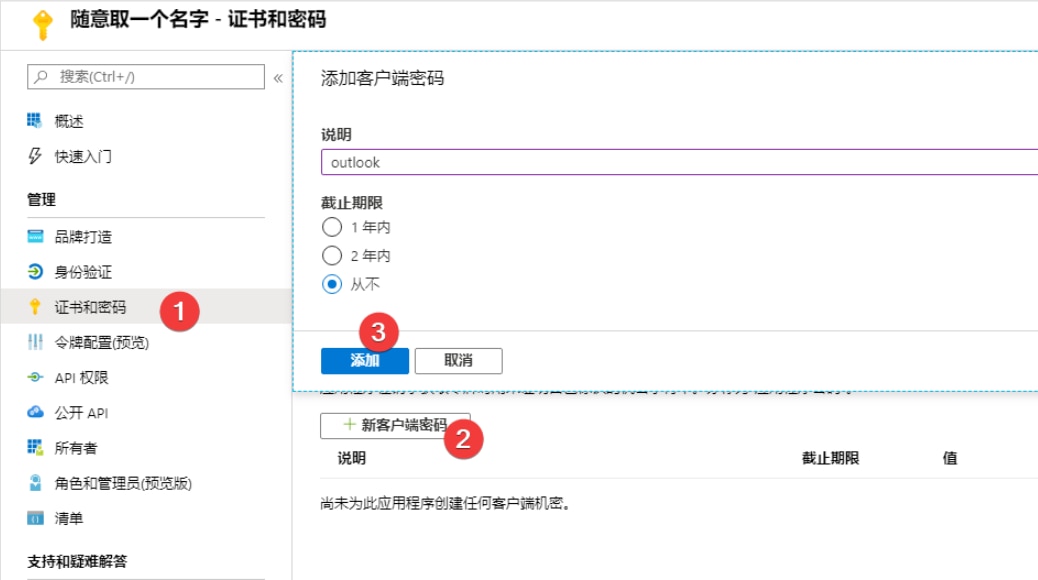 随意取一个名字 - 证书和密码
搜索(Ctrl+/)
«
概述
快速入门
管理
品牌打造
身份验证
证书和密码
1
令牌配置(预览)
API 权限
公开 API
所有者
角色和管理员(预览版)
清单
支持和疑难解答
添加客户端密码
说明
outlook
截止期限
1 年内
2 年内
从不
3
添加
取消
+ 新客户端密码
2
说明
截止期限
值
尚未为此应用程序创建任何客户端机密。